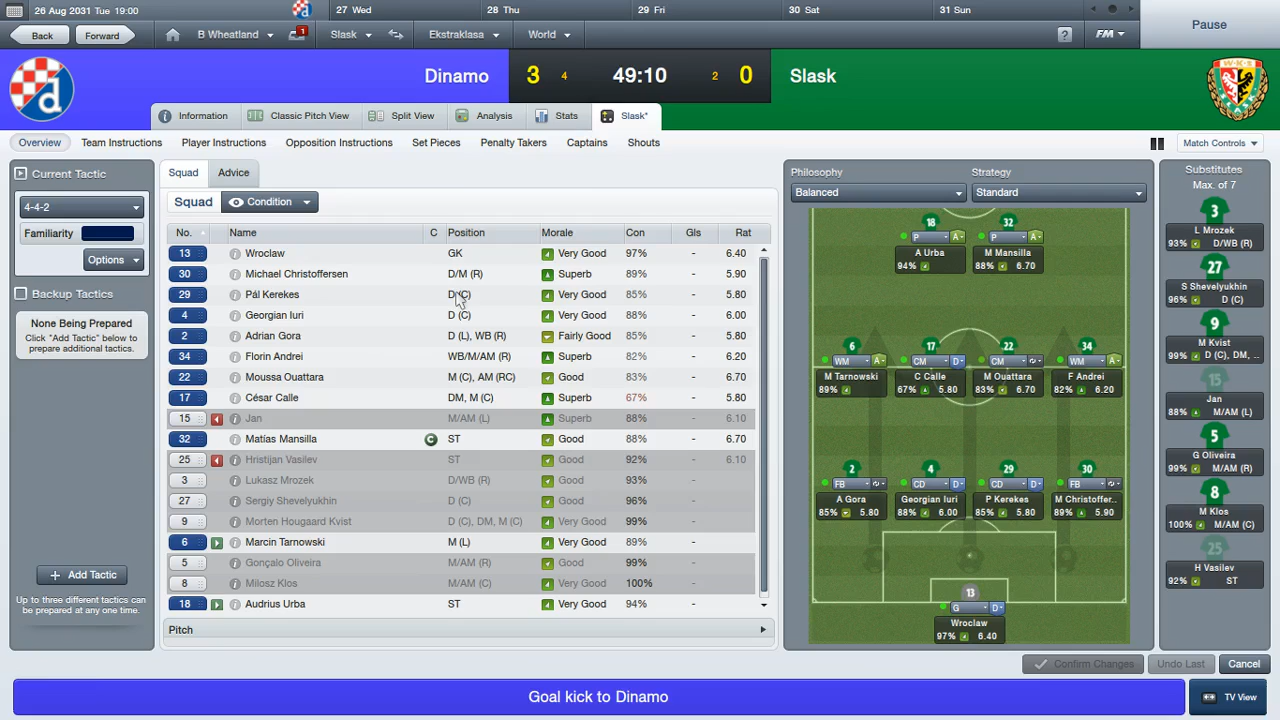 26 Aug 2031 Tue 19:00 27 Wed 28 Thu 29 Fri 30 Sat 31 Sun Pause
Back Forward B Wheatland 1 Slask Ekstraklasa World ? FM
Dinamo 3 4 49:10 2 0 Slask
Information Classic Pitch View Split View Analysis Stats Slask*
Overview Team Instructions Player Instructions Opposition Instructions Set Pieces Penalty Takers Captains Shouts Match Controls
Current Tactic
4-4-2
Familiarity
Options
Backup Tactics
None Being Prepared
Click "Add Tactic" below to
prepare additional tactics.
Add Tactic
Up to three different tactics can
be prepared at any one time.
Squad Advice
Squad Condition
No. Name C Position Morale Con Gls Rat
13 Wroclaw GK Very Good 97% - 6.40
30 Michael Christoffersen D/M (R) Superb 89% - 5.90
29 Pál Kerekes D (C) Very Good 85% - 5.80
4 Georgian Iuri D (C) Very Good 88% - 6.00
2 Adrian Gora D (L), WB (R) Fairly Good 85% - 5.80
34 Florin Andrei WB/M/AM (R) Superb 82% - 6.20
22 Moussa Ouattara M (C), AM (RC) Good 83% - 6.70
17 César Calle DM, M (C) Superb 67% - 5.80
15 Jan M/AM (L) Superb 88% - 6.10
32 Matías Mansilla C ST Good 88% - 6.70
25 Hristijan Vasilev ST Good 92% - 6.10
3 Lukasz Mrozek D/WB (R) Good 93% -
27 Sergiy Shevelyukhin D (C) Good 96% -
9 Morten Hougaard Kvist D (C), DM, M (C) Very Good 99% -
6 Marcin Tarnowski M (L) Very Good 89% -
5 Gonçalo Oliveira M/AM (R) Good 99% -
8 Milosz Klos M/AM (C) Very Good 100% -
18 Audrius Urba ST Very Good 94% -
Pitch
Philosophy Strategy
Balanced Standard
18 32
P A P A
A Urba M Mansilla
94% 88% 6.70
6 17 22 34
WM A CM D CM WM A
M Tarnowski C Calle M Ouattara F Andrei
89% 67% 5.80 83% 6.70 82% 6.20
2 4 29 30
FB CD D CD D FB
A Gora Georgian Iuri P Kerekes M Christoffer..
85% 5.80 88% 6.00 85% 5.80 89% 5.90
13
G D
Wroclaw
97% 6.40
Substitutes
Max. of 7
3
L Mrozek
93% D/WB (R)
27
S Shevelyukhin
96% D (C)
9
M Kvist
99% D (C), DM, ..
15
Jan
88% M/AM (L)
5
G Oliveira
99% M/AM (R)
8
M Klos
100% M/AM (C)
25
H Vasilev
92% ST
Confirm Changes Undo Last Cancel
Goal kick to Dinamo TV View